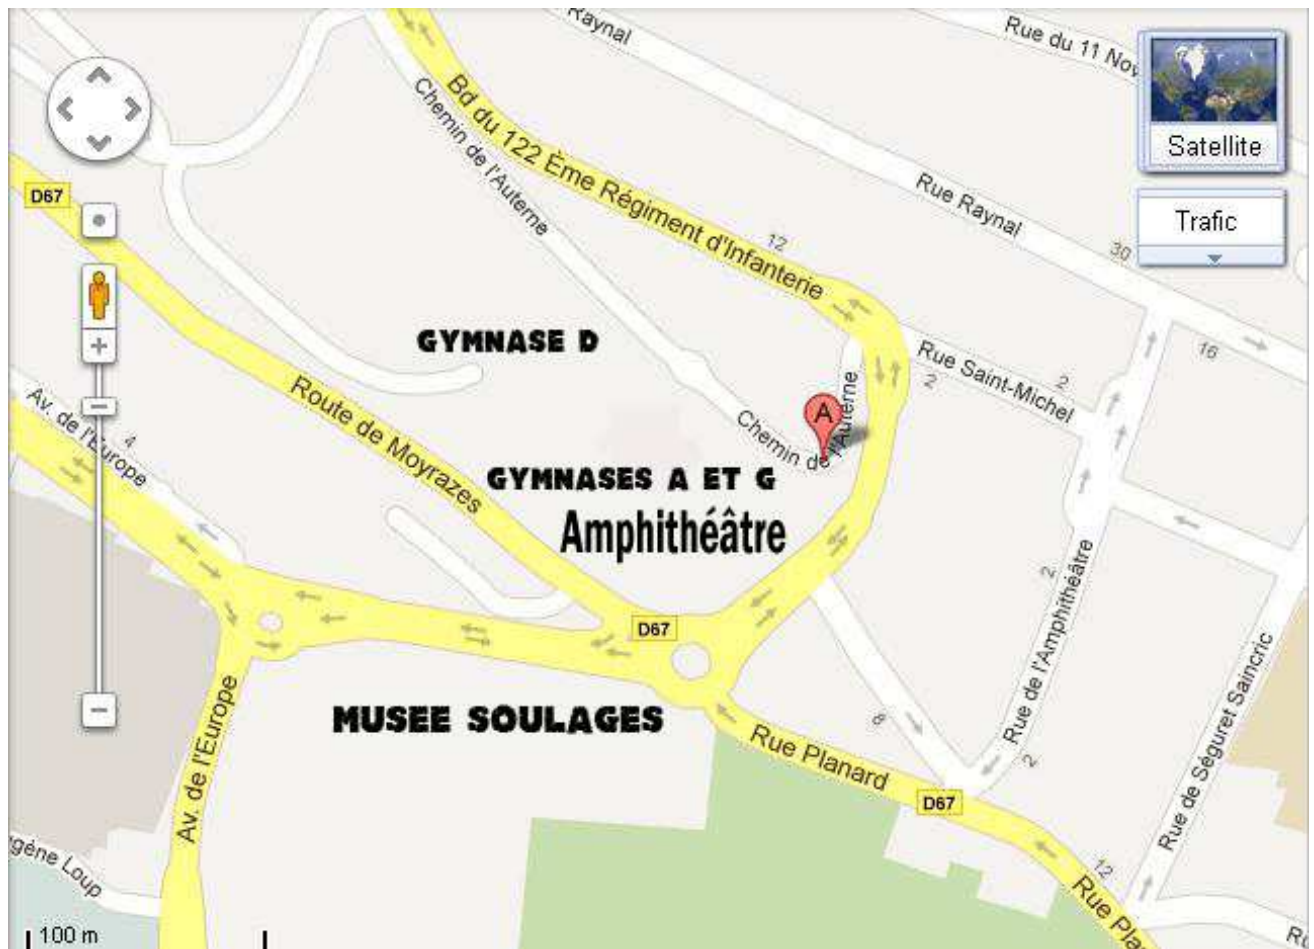 Raynal
Rue du 11 Nov
Satellite
Trafic
D67
Chemin de l'Auterne
Bd du 122 Ème Régiment d'Infanterie
12
Rue Raynal
30
16
GYMNASE D
Rue Saint-Michel
2
2
Route de Moyrazes
Av. de l'Europe
4
A
Chemin de l'Auterne
GYMNASES A ET G
Amphithéâtre
2
Rue de l'Amphithéâtre
2
D67
Rue de Séguret Saincric
MUSEE SOULAGES
8
Av. de l'Europe
Rue Planard
D67
12
Rue Pla
gène Loup
100 m
Ru